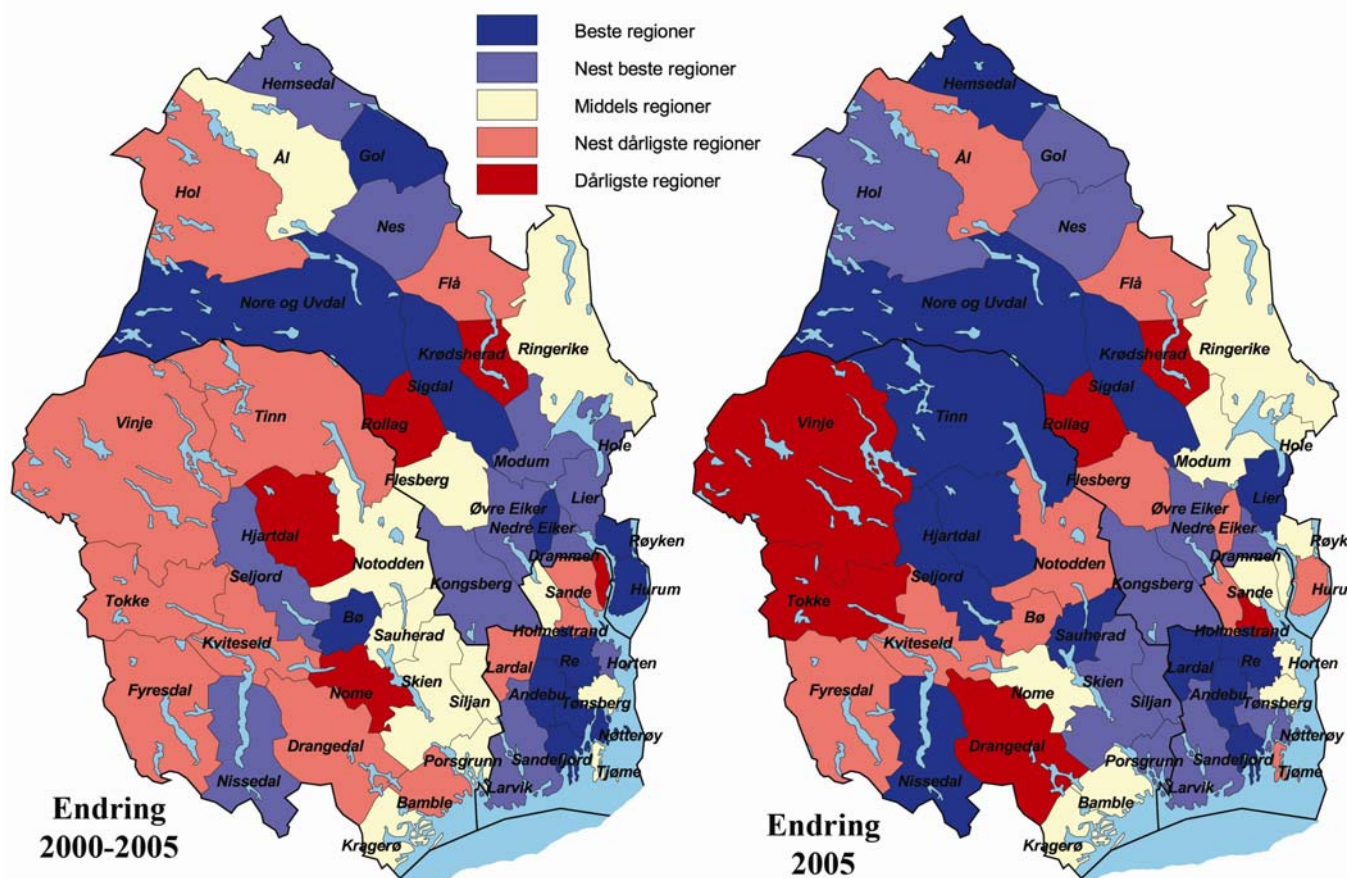 Beste regioner
Nest beste regioner
Middels regioner
Nest dårligste regioner
Dårligste regioner
Hemsedal
Ål
Gol
Hol
Nes
Flå
Nore og Uvdal
Krødsherad
Ringerike
Sigdal
Vinje
Tinn
Rollag
Hole
Modum
Flesberg
Lier
Øvre Eiker
Nedre Eiker
Hjartdal
Drammen
Røyken
Notodden
Seljord
Kongsberg
Hurum
Tokke
Sande
Bø
Sauherad
Holmestrand
Kviteseid
Lardal
Re
Horten
Skien
Fyresdal
Nome
Andebu
Siljan
Tønsberg
Drangedal
Nøtterøy
Porsgrunn
Sandefjord
Tjøme
Nissedal
Larvik
Bamble
Kragerø
Endring
2000-2005
Hemsedal
Ål
Gol
Hol
Nes
Flå
Nore og Uvdal
Krødsherad
Ringerike
Sigdal
Vinje
Tinn
Rollag
Hole
Modum
Flesberg
Lier
Øvre Eiker
Nedre Eiker
Hjartdal
Drammen
Røyk
Notodden
Seljord
Kongsberg
Hurum
Tokke
Sande
Bø
Sauherad
Holmestrand
Kviteseid
Lardal
Re
Horten
Skien
Fyresdal
Nome
Andebu
Siljan
Tønsberg
Drangedal
Nøtterøy
Porsgrunn
Sandefjord
Tjøme
Nissedal
Larvik
Bamble
Kragerø
Endring
2005